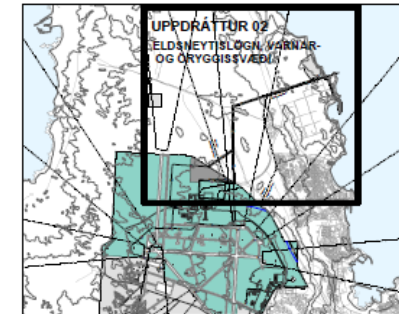 UPPDRÁTTUR 02
ELDSNEYTISLÖGN, VARNAR-
OG ÖRYGGISSVÆÐI